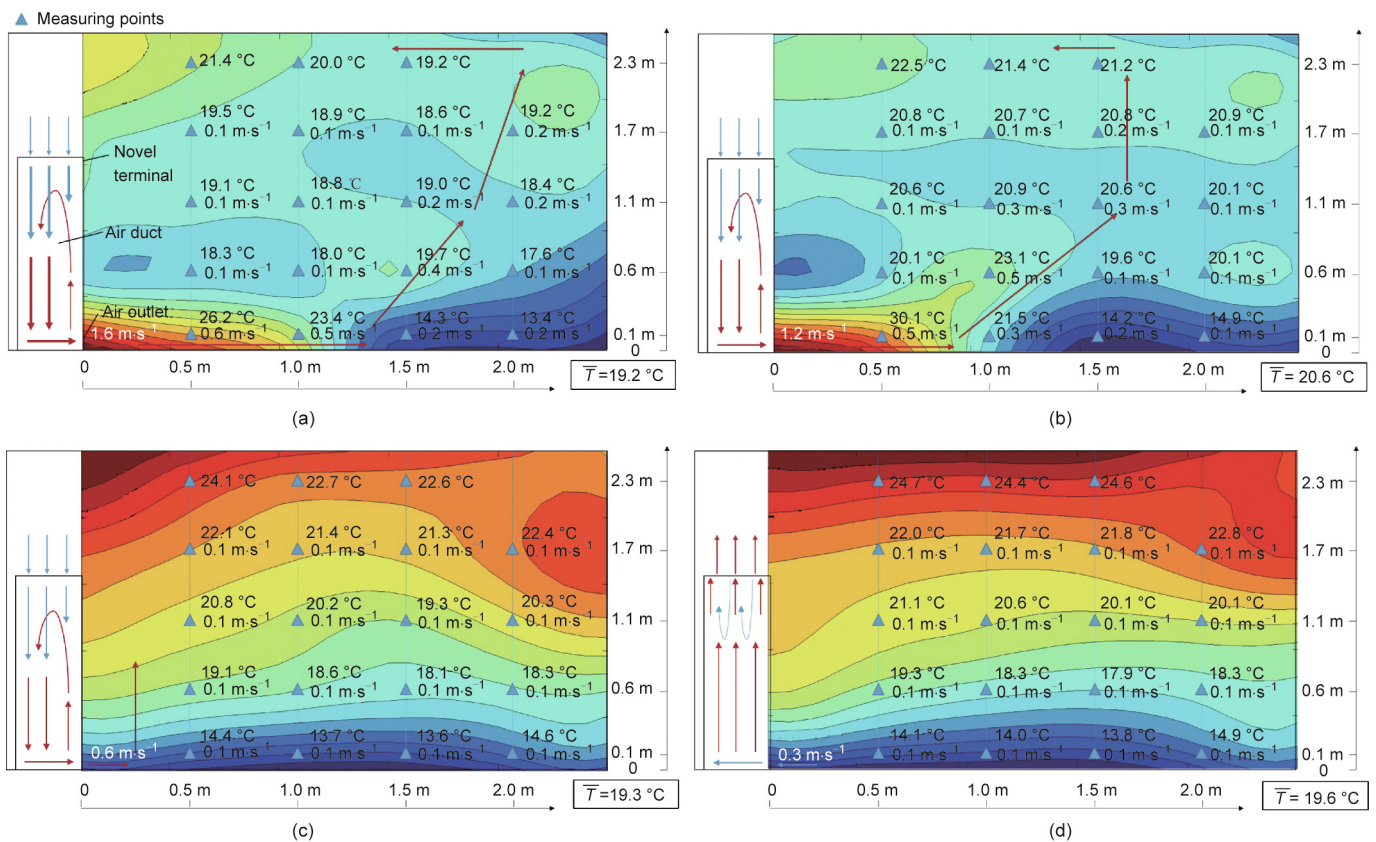 Measuring points
21.4 °C 20.0 °C 19.2 °C 2.3 m
19.5 °C 18.9 °C 18.6 °C 19.2 °C
0.1 m·s⁻¹ 0.1 m·s⁻¹ 0.1 m·s⁻¹ 0.2 m·s⁻¹ 1.7 m
Novel
terminal
19.1 °C 18.8 °C 19.0 °C 18.4 °C
0.1 m·s⁻¹ 0.1 m·s⁻¹ 0.2 m·s⁻¹ 0.2 m·s⁻¹ 1.1 m
Air duct
18.3 °C 18.0 °C 19.7 °C 17.6 °C
0.1 m·s⁻¹ 0.1 m·s⁻¹ 0.4 m·s⁻¹ 0.1 m·s⁻¹ 0.6 m
Air outlet
26.2 °C 23.4 °C 14.3 °C 13.4 °C
1.6 m·s⁻¹ 0.6 m·s⁻¹ 0.5 m·s⁻¹ 0.2 m·s⁻¹ 0.2 m·s⁻¹ 0.1 m
0
0 0.5 m 1.0 m 1.5 m 2.0 m T̅=19.2 °C
(a)
22.5 °C 21.4 °C 21.2 °C 2.3 m
20.8 °C 20.7 °C 20.8 °C 20.9 °C
0.1 m·s⁻¹ 0.1 m·s⁻¹ 0.2 m·s⁻¹ 0.1 m·s⁻¹ 1.7 m
20.6 °C 20.9 °C 20.6 °C 20.1 °C
0.1 m·s⁻¹ 0.3 m·s⁻¹ 0.3 m·s⁻¹ 0.1 m·s⁻¹ 1.1 m
20.1 °C 23.1 °C 19.6 °C 20.1 °C
0.1 m·s⁻¹ 0.5 m·s⁻¹ 0.1 m·s⁻¹ 0.1 m·s⁻¹ 0.6 m
30.1 °C 21.5 °C 14.2 °C 14.9 °C
1.2 m·s⁻¹ 0.5 m·s⁻¹ 0.3 m·s⁻¹ 0.2 m·s⁻¹ 0.1 m·s⁻¹ 0.1 m
0
0 0.5 m 1.0 m 1.5 m 2.0 m T̅= 20.6 °C
(b)
24.1 °C 22.7 °C 22.6 °C 2.3 m
22.1 °C 21.4 °C 21.3 °C 22.4 °C
0.1 m·s⁻¹ 0.1 m·s⁻¹ 0.1 m·s⁻¹ 0.1 m·s⁻¹ 1.7 m
20.8 °C 20.2 °C 19.3 °C 20.3 °C
0.1 m·s⁻¹ 0.1 m·s⁻¹ 0.1 m·s⁻¹ 0.1 m·s⁻¹ 1.1 m
19.1 °C 18.6 °C 18.1 °C 18.3 °C
0.1 m·s⁻¹ 0.1 m·s⁻¹ 0.1 m·s⁻¹ 0.1 m·s⁻¹ 0.6 m
14.4 °C 13.7 °C 13.6 °C 14.6 °C
0.6 m·s⁻¹ 0.1 m·s⁻¹ 0.1 m·s⁻¹ 0.1 m·s⁻¹ 0.1 m·s⁻¹ 0.1 m
0
0 0.5 m 1.0 m 1.5 m 2.0 m T̅=19.3 °C
(c)
24.7 °C 24.4 °C 24.6 °C 2.3 m
22.0 °C 21.7 °C 21.8 °C 22.8 °C
0.1 m·s⁻¹ 0.1 m·s⁻¹ 0.1 m·s⁻¹ 0.1 m·s⁻¹ 1.7 m
21.1 °C 20.6 °C 20.1 °C 20.1 °C
0.1 m·s⁻¹ 0.1 m·s⁻¹ 0.1 m·s⁻¹ 0.1 m·s⁻¹ 1.1 m
19.3 °C 18.3 °C 17.9 °C 18.3 °C
0.1 m·s⁻¹ 0.1 m·s⁻¹ 0.1 m·s⁻¹ 0.1 m·s⁻¹ 0.6 m
14.1 °C 14.0 °C 13.8 °C 14.9 °C
0.3 m·s⁻¹ 0.1 m·s⁻¹ 0.1 m·s⁻¹ 0.1 m·s⁻¹ 0.1 m·s⁻¹ 0.1 m
0
0 0.5 m 1.0 m 1.5 m 2.0 m T̅ = 19.6 °C
(d)